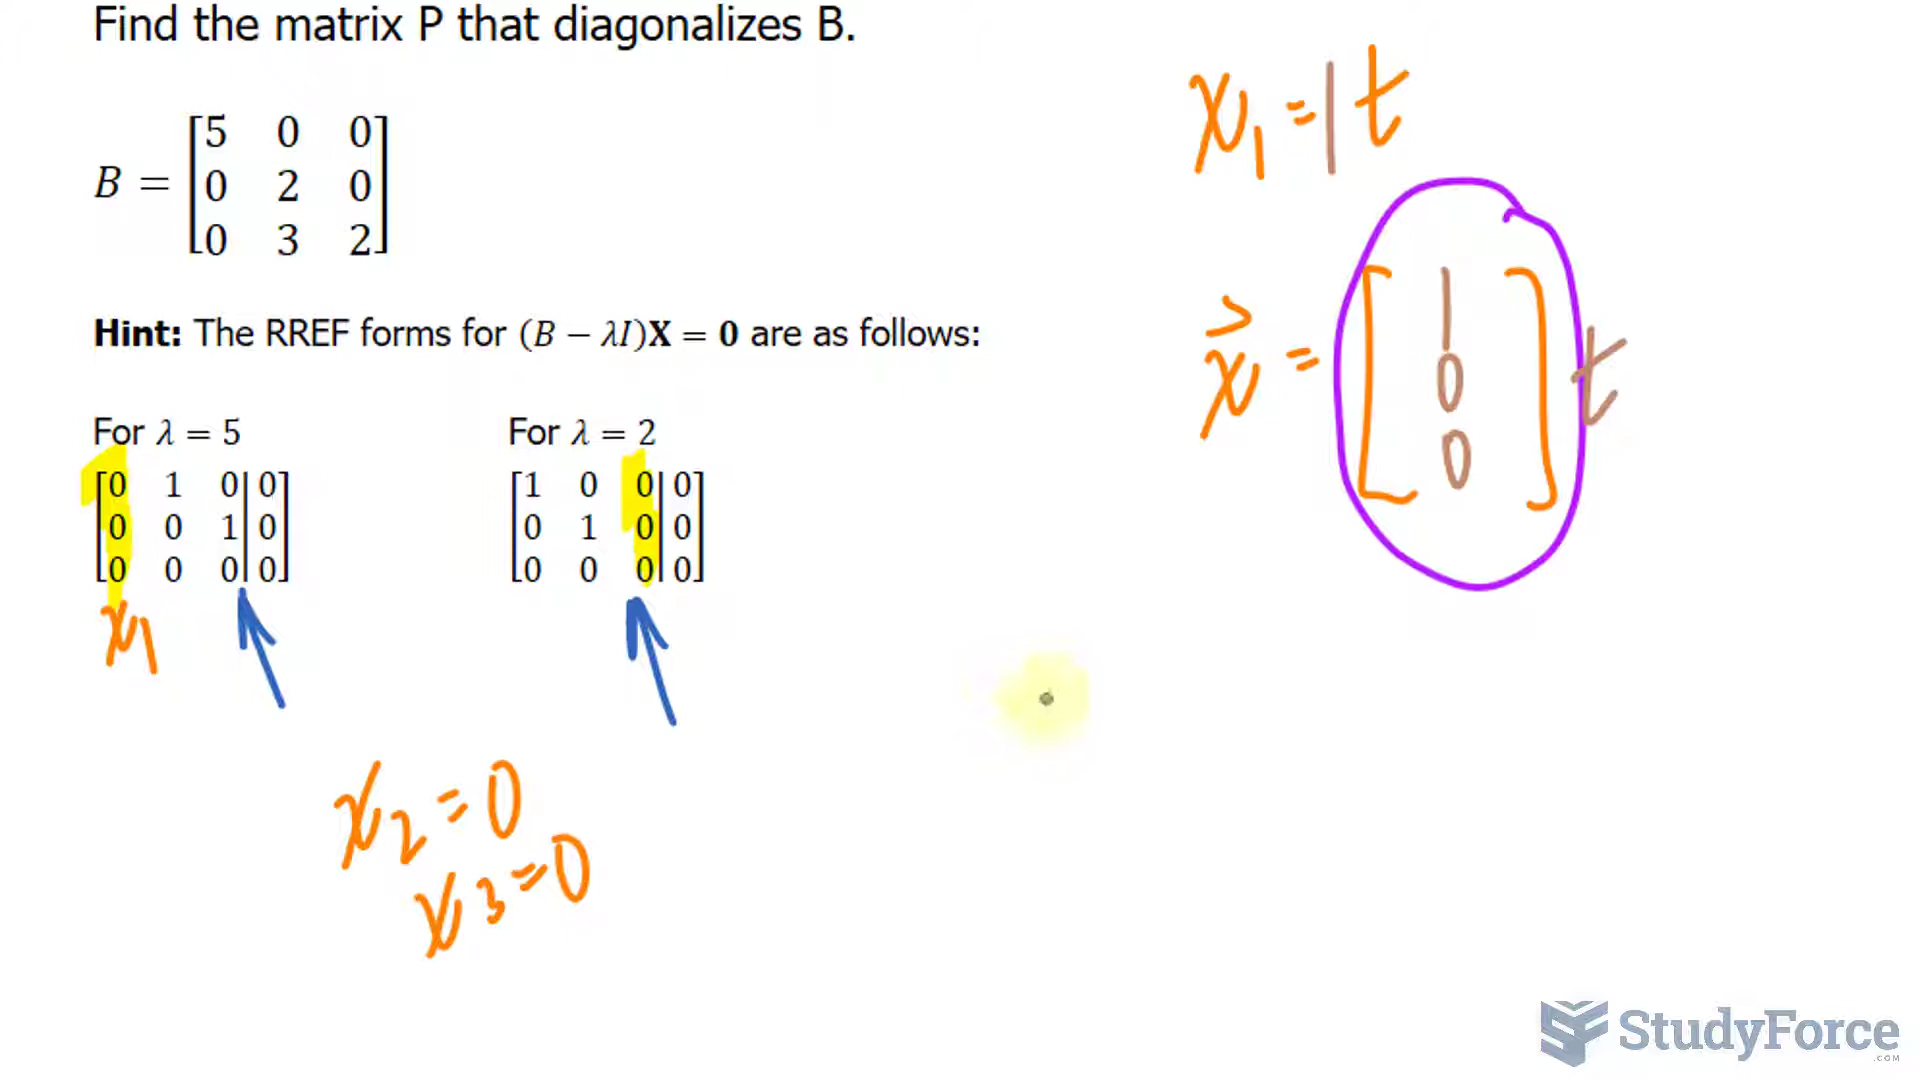 Find the matrix P that diagonalizes B.
B = [5 0 0]
[0 2 0]
[0 3 2]
Hint: The RREF forms for (B − λI)X = 0 are as follows:
For λ = 5
[0 1 0 | 0]
[0 0 1 | 0]
[0 0 0 | 0]
x1
For λ = 2
[1 0 0 | 0]
[0 1 0 | 0]
[0 0 0 | 0]
x2 = 0
x3 = 0
x1 = 1t
x⃗ = [1
0
0] t
StudyForce
.COM